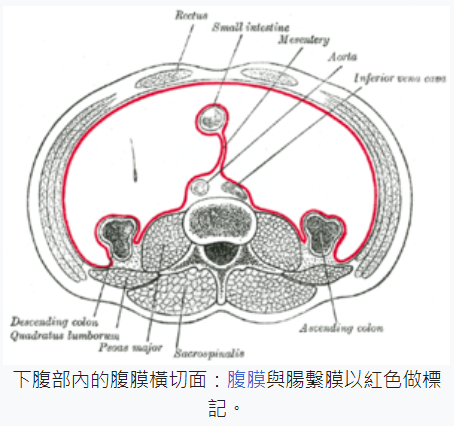 Rectus
Small intestine
Mesentery
Aorta
Inferior vena cava
Descending colon
Quadratus lumborum
Psoas major
Sacrospinalis
Ascending colon
下腹部內的腹膜橫切面：腹膜與腸繫膜以紅色做標
記。